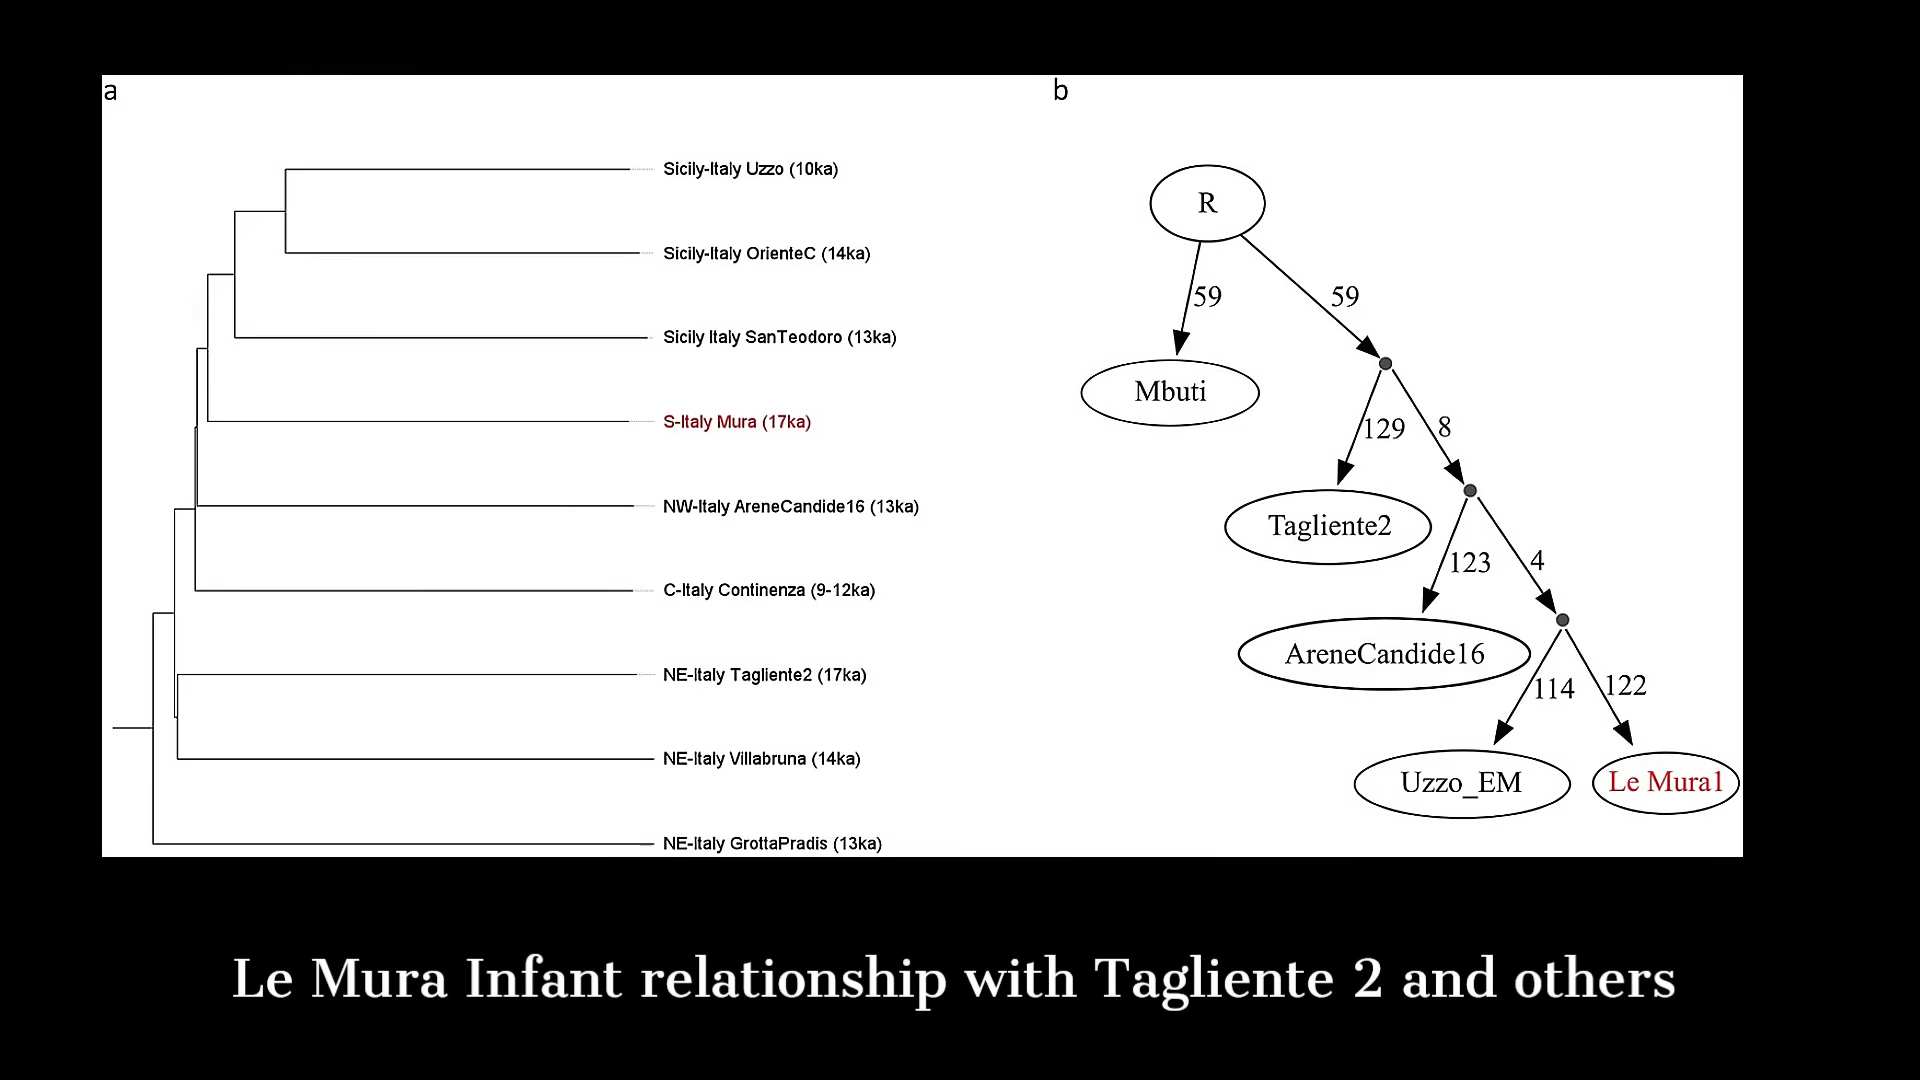 a
Sicily-Italy Uzzo (10ka)
Sicily-Italy OrienteC (14ka)
Sicily Italy SanTeodoro (13ka)
S-Italy Mura (17ka)
NW-Italy AreneCandide16 (13ka)
C-Italy Continenza (9-12ka)
NE-Italy Tagliente2 (17ka)
NE-Italy Villabruna (14ka)
NE-Italy GrottaPradis (13ka)
b
R
59
59
Mbuti
129
8
Tagliente2
123
4
AreneCandide16
114
122
Uzzo_EM
Le Mura1
Le Mura Infant relationship with Tagliente 2 and others